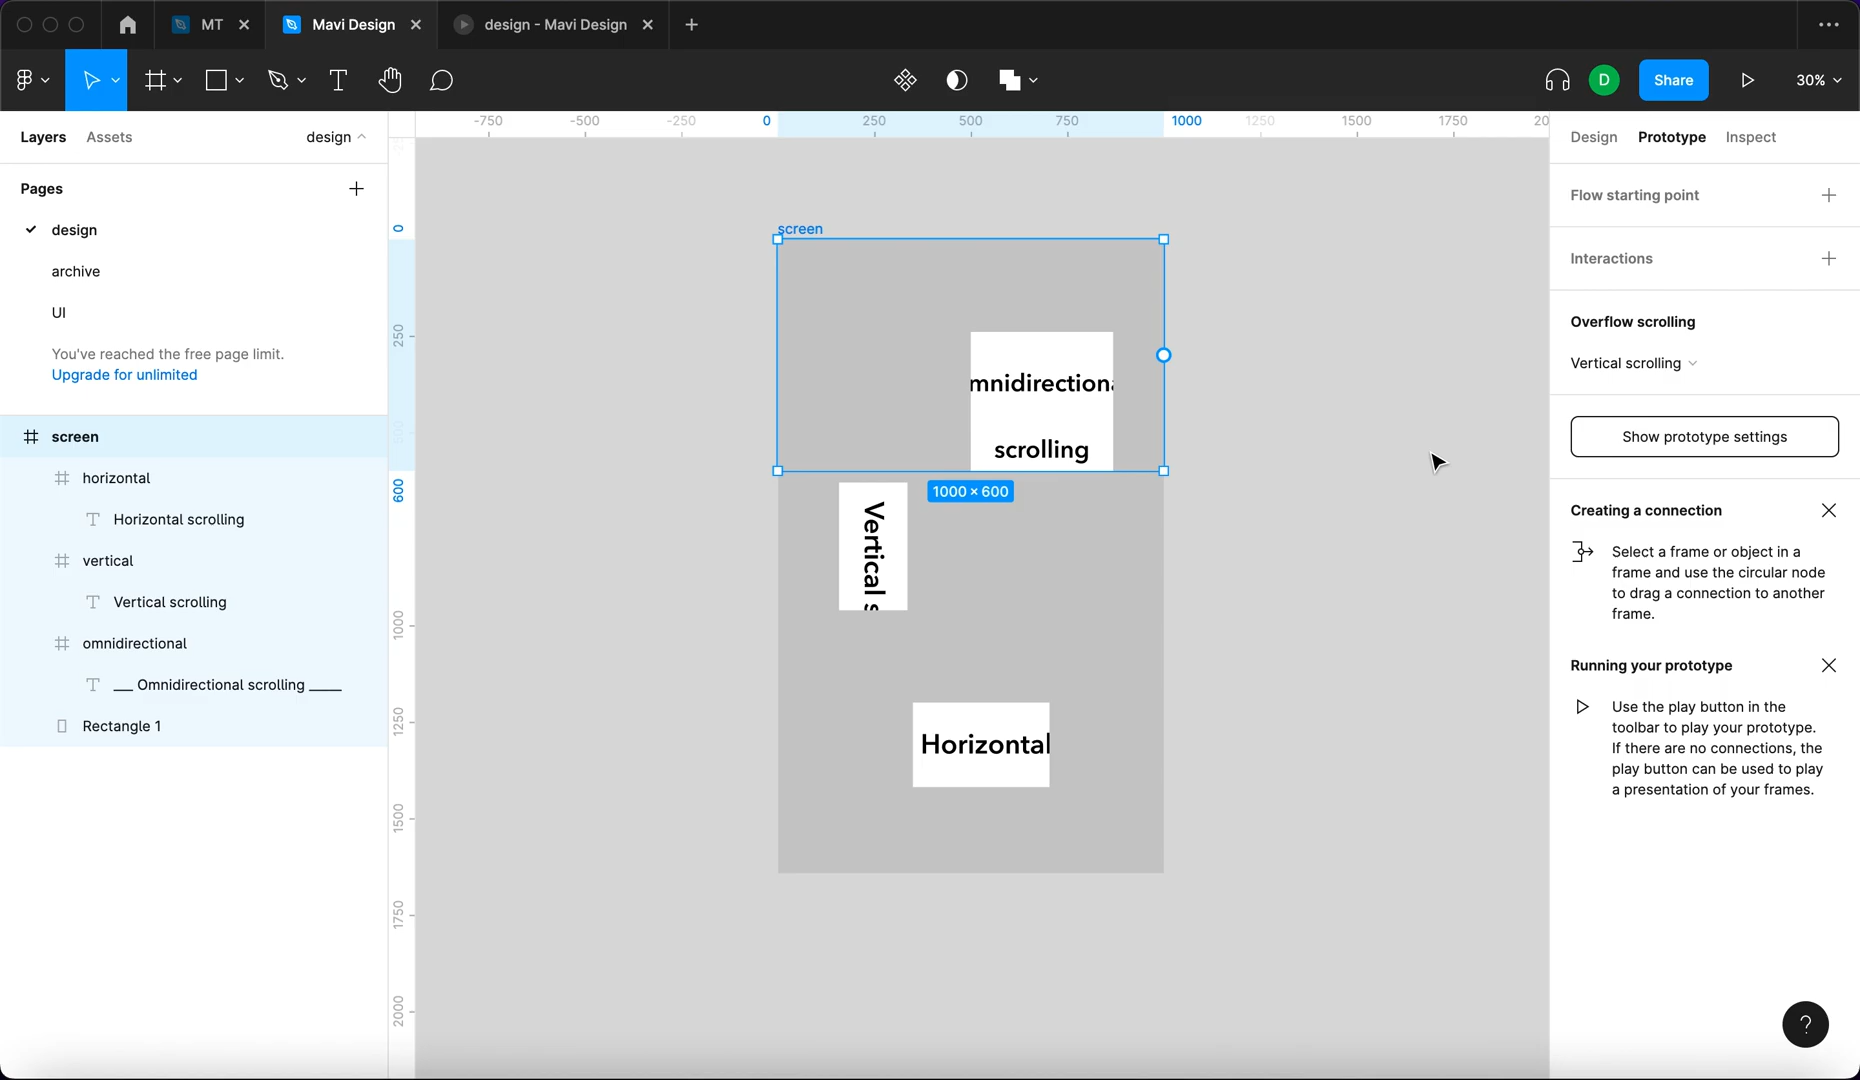 MT
Mavi Design
design - Mavi Design
D
Share
30%
Layers
Assets
design
Pages
design
archive
UI
You've reached the free page limit.
Upgrade for unlimited
screen
horizontal
Horizontal scrolling
vertical
Vertical scrolling
omnidirectional
___ Omnidirectional scrolling _____
Rectangle 1
-750
-500
-250
0
250
500
750
1000
1250
1500
1750
20
0
250
600
1000
1250
1500
1750
2000
screen
mnidirectiona
scrolling
1000 × 600
Vertical s
Horizontal
Design
Prototype
Inspect
Flow starting point
Interactions
Overflow scrolling
Vertical scrolling
Show prototype settings
Creating a connection
Select a frame or object in a
frame and use the circular node
to drag a connection to another
frame.
Running your prototype
Use the play button in the
toolbar to play your prototype.
If there are no connections, the
play button can be used to play
a presentation of your frames.
?